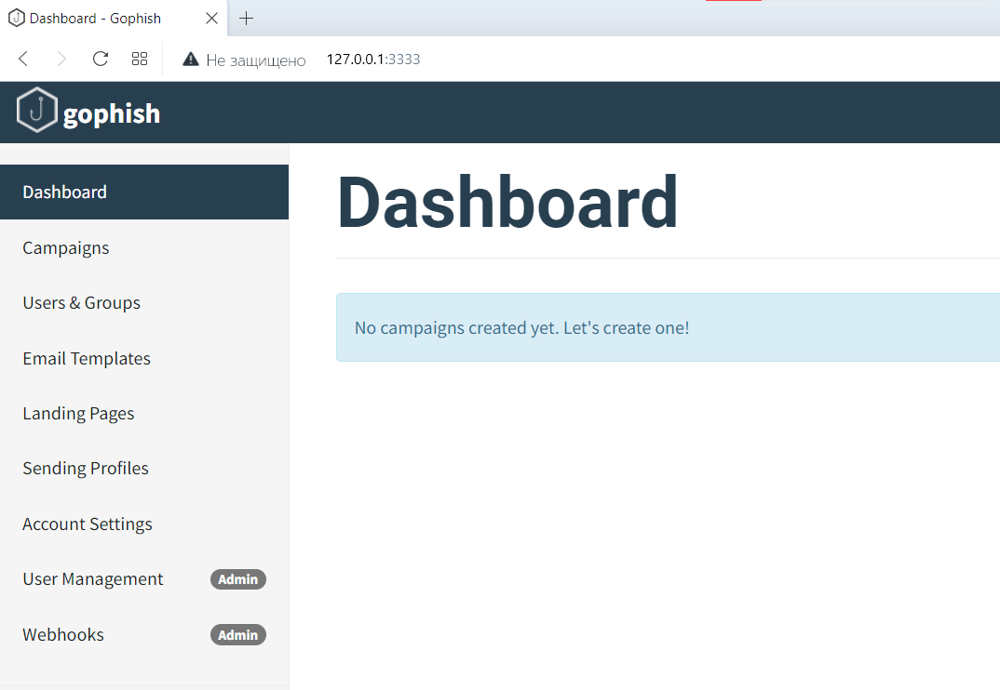 Dashboard - Gophish
Не защищено 127.0.0.1:3333
gophish
Dashboard
Campaigns
Users & Groups
Email Templates
Landing Pages
Sending Profiles
Account Settings
User Management Admin
Webhooks Admin
Dashboard
No campaigns created yet. Let's create one!